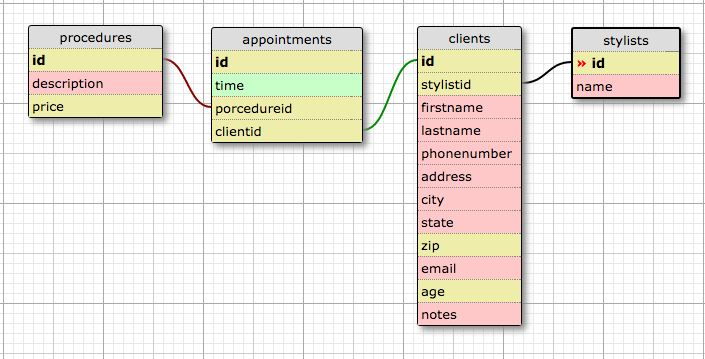 procedures
id
description
price
appointments
id
time
porcedureid
clientid
clients
id
stylistid
firstname
lastname
phonenumber
address
city
state
zip
email
age
notes
stylists
» id
name